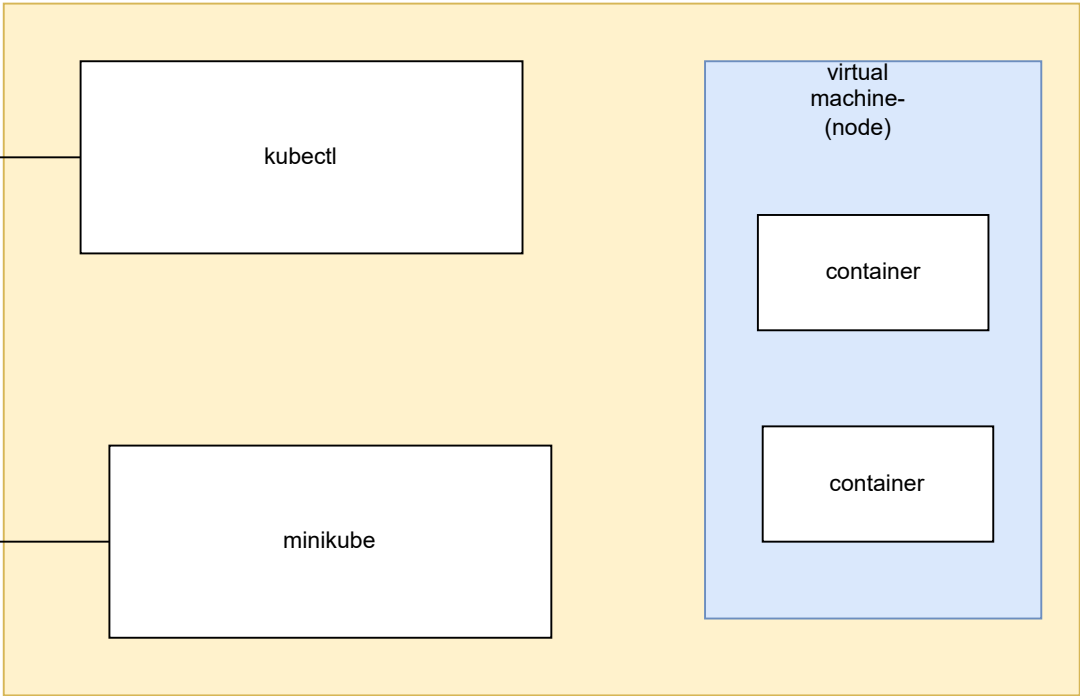 kubectl
virtual
machine-
(node)
container
container
minikube